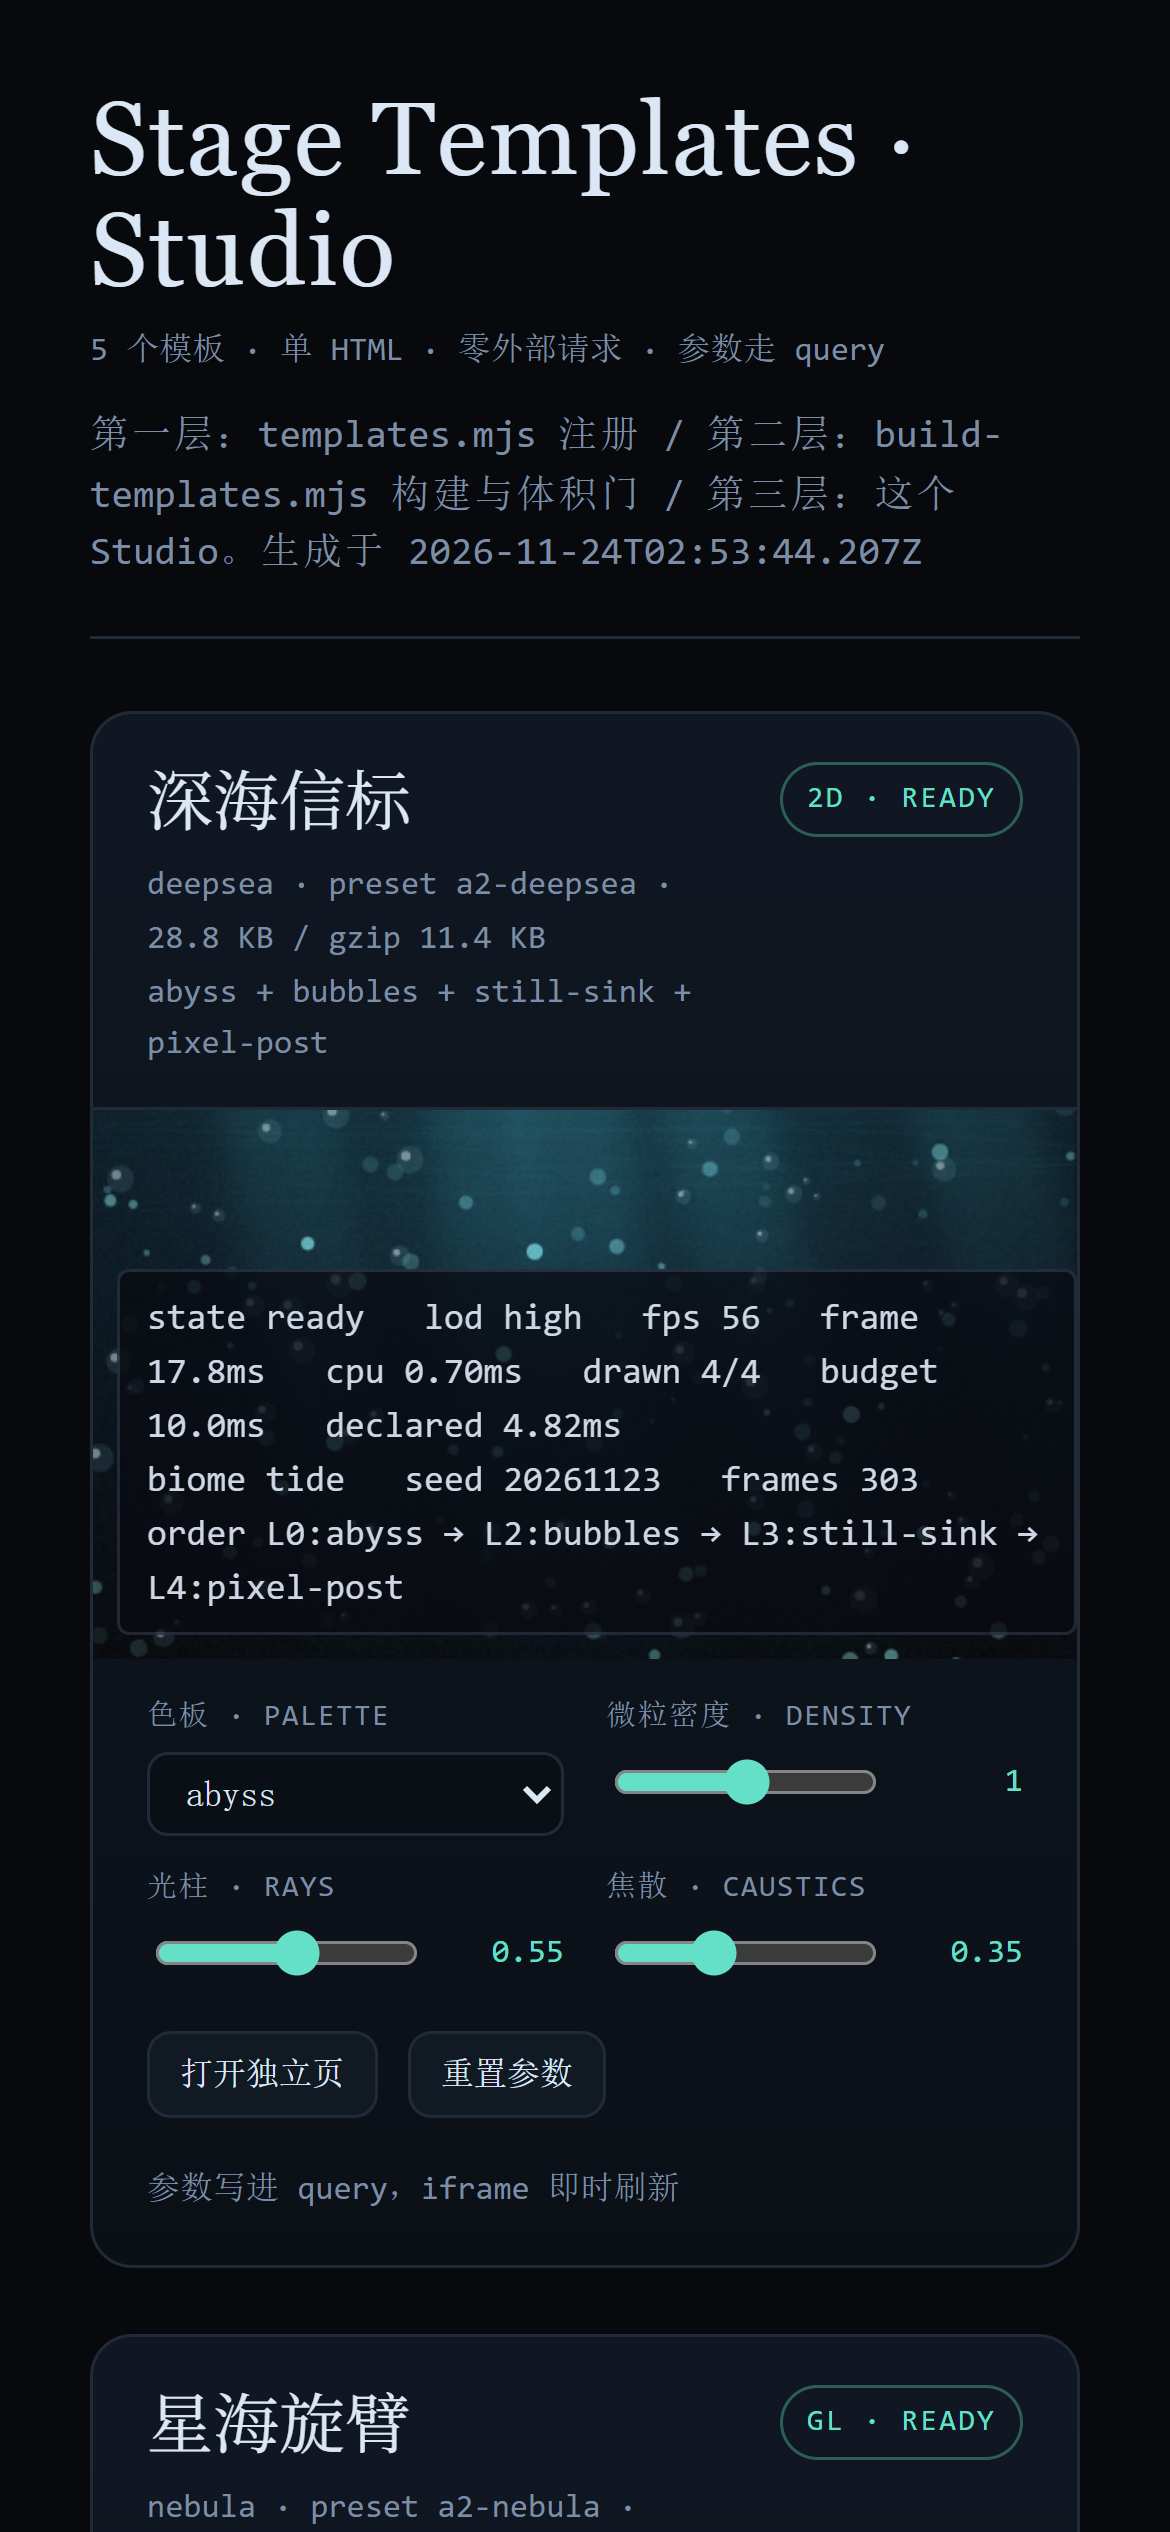 Stage Templates ·
Studio
5 个模板 · 单 HTML · 零外部请求 · 参数走 query
第一层：templates.mjs 注册 / 第二层：build-
templates.mjs 构建与体积门 / 第三层：这个
Studio。生成于 2026-11-24T02:53:44.207Z
深海信标
2D · READY
deepsea · preset a2-deepsea ·
28.8 KB / gzip 11.4 KB
abyss + bubbles + still-sink +
pixel-post
state ready lod high fps 56 frame
17.8ms cpu 0.70ms drawn 4/4 budget
10.0ms declared 4.82ms
biome tide seed 20261123 frames 303
order L0:abyss → L2:bubbles → L3:still-sink →
L4:pixel-post
色板 · PALETTE
abyss
微粒密度 · DENSITY
1
光柱 · RAYS
0.55
焦散 · CAUSTICS
0.35
打开独立页
重置参数
参数写进 query，iframe 即时刷新
星海旋臂
GL · READY
nebula · preset a2-nebula ·